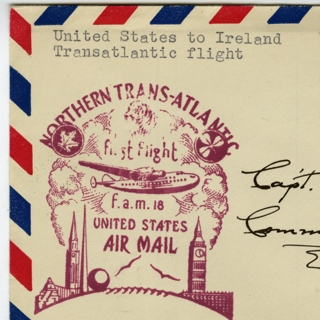 United States to Ireland
Transatlantic flight
NORTHERN TRANS-ATLANTIC
first flight
f.a.m. 18
UNITED STATES
AIR MAIL
Capt.